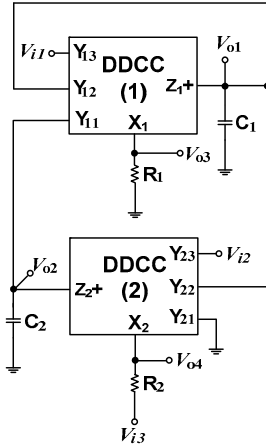 Vi1
Y13
DDCC
(1)
Y12
Z1+
Y11
X1
Vo1
C1
Vo3
R1
Vo2
DDCC
(2)
Z2+
X2
Y23
Vi2
Y22
Y21
C2
Vo4
R2
Vi3